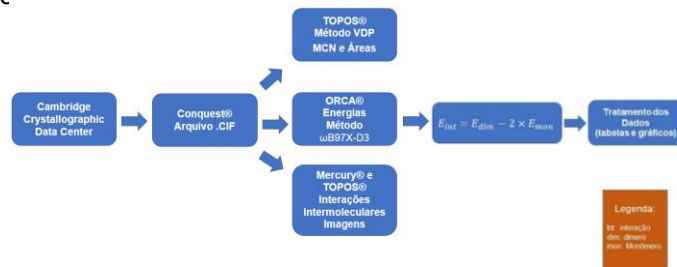 TOPOS®
Método VDP
MCN e Áreas
Cambridge
Crystallographic
Data Center
Conquest®
Arquivo .CIF
ORCA®
Energias
Método
ωB97X-D3
E_int = E_dim − 2 × E_mon
Tratamento dos
Dados
(tabelas e gráficos)
Mercury® e
TOPOS®
Interações
Intermoleculares
Imagens
Legenda:
Int: interação
dim: dímero
mon: Monômero